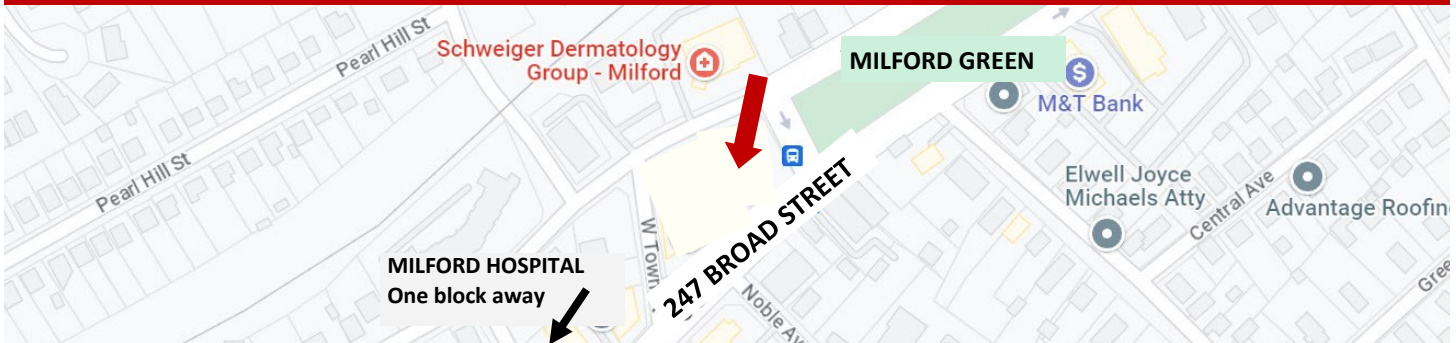 Pearl Hill St
Schweiger Dermatology
Group - Milford
MILFORD GREEN
$
M&T Bank
Pearl Hill St
Elwell Joyce
Michaels Atty
Central Ave
Advantage Roofin
W Town
247 BROAD STREET
MILFORD HOSPITAL
One block away
Noble Av
Gree